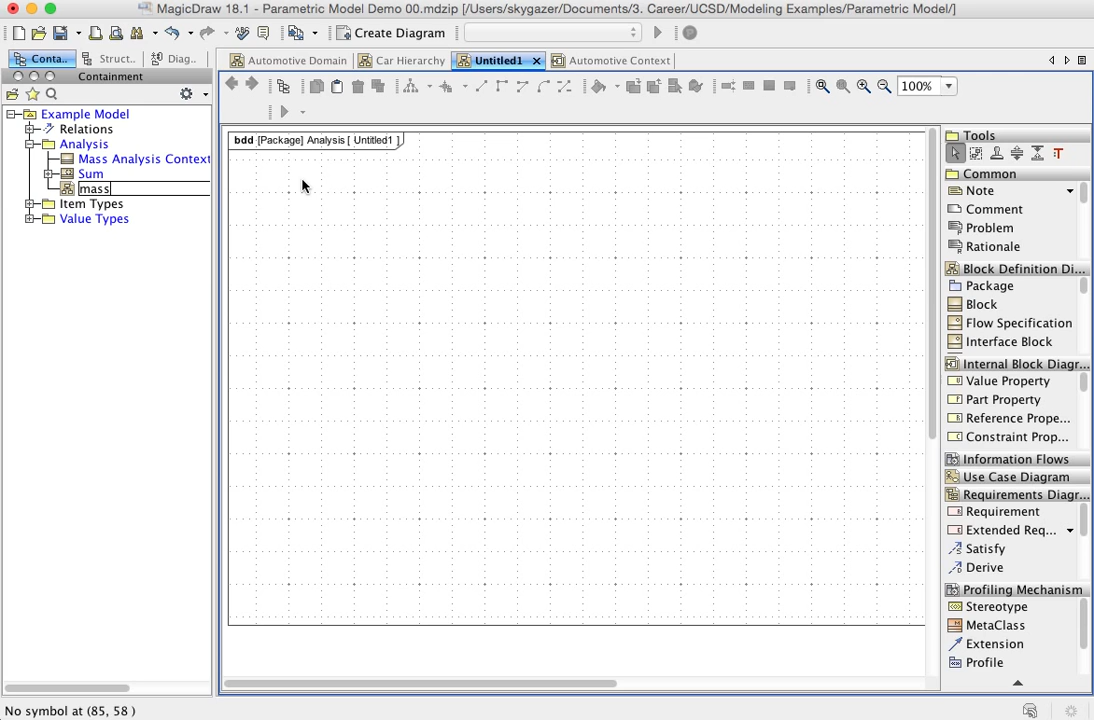 MagicDraw 18.1 - Parametric Model Demo 00.mdzip [/Users/skygazer/Documents/3. Career/UCSD/Modeling Examples/Parametric Model/]
Create Diagram
Conta..
Struct..
Diag..
Containment
Example Model
Relations
Analysis
Mass Analysis Context
Sum
mass
Item Types
Value Types
Automotive Domain
Car Hierarchy
Untitled1
Automotive Context
100%
bdd [Package] Analysis [ Untitled1 ]
Tools
Common
Note
Comment
Problem
Rationale
Block Definition Di...
Package
Block
Flow Specification
Interface Block
Internal Block Diagr...
Value Property
Part Property
Reference Prope...
Constraint Prop...
Information Flows
Use Case Diagram
Requirements Diagr...
Requirement
Extended Req...
Satisfy
Derive
Profiling Mechanism
Stereotype
MetaClass
Extension
Profile
No symbol at (85, 58 )